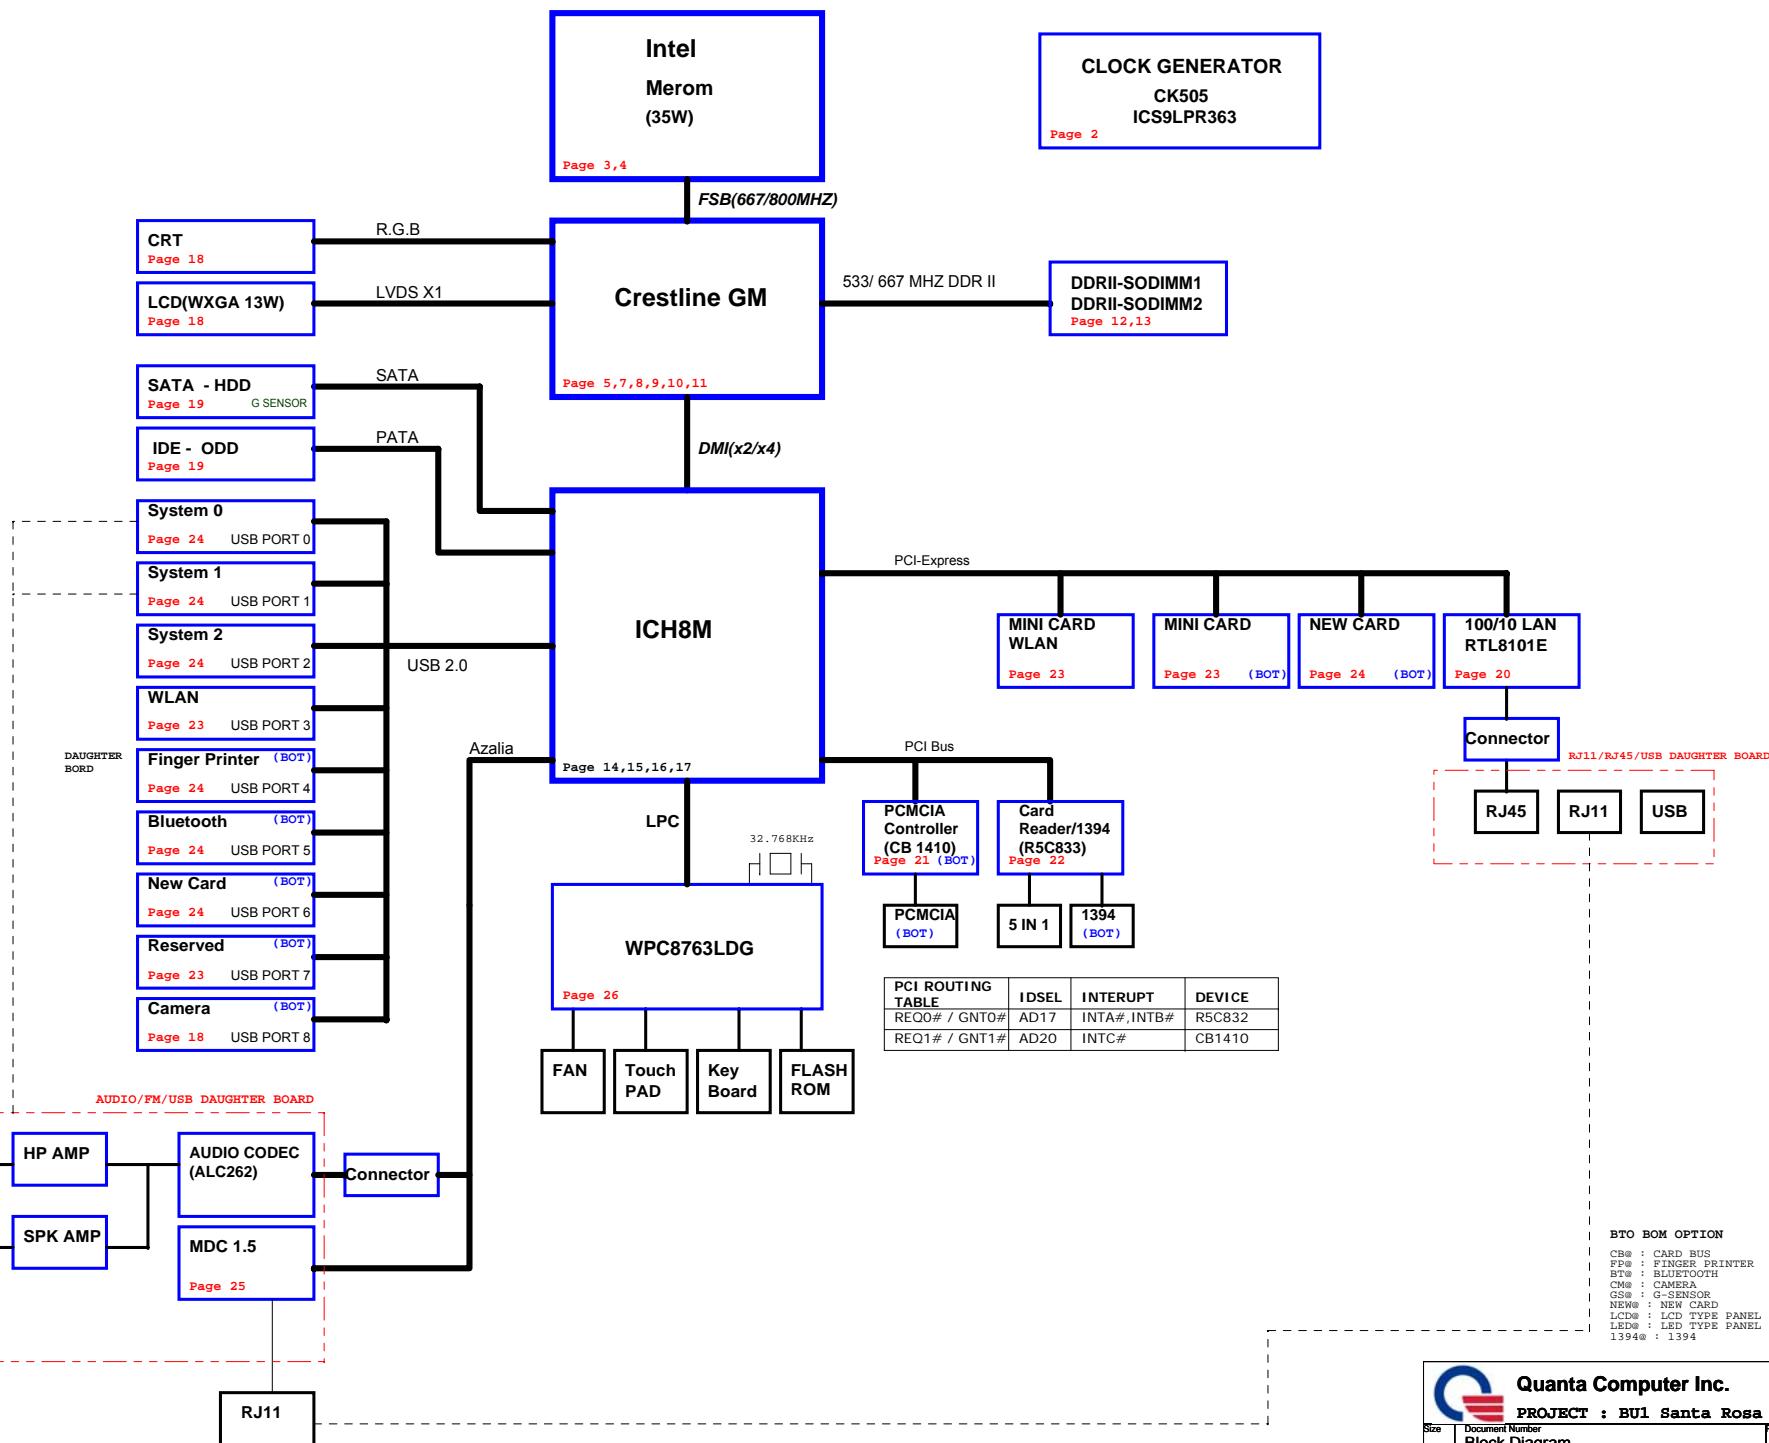 Intel
Merom
(35W)
Page 3,4
CLOCK GENERATOR
CK505
ICS9LPR363
Page 2
FSB(667/800MHZ)
CRT
Page 18
R.G.B
LCD(WXGA 13W)
Page 18
LVDS X1
Crestline GM
Page 5,7,8,9,10,11
533/ 667 MHZ DDR II
DDRII-SODIMM1
DDRII-SODIMM2
Page 12,13
SATA - HDD
Page 19 G SENSOR
SATA
IDE - ODD
Page 19
PATA
DMI(x2/x4)
System 0
Page 24 USB PORT 0
System 1
Page 24 USB PORT 1
System 2
Page 24 USB PORT 2
WLAN
Page 23 USB PORT 3
Finger Printer (BOT)
Page 24 USB PORT 4
Bluetooth (BOT)
Page 24 USB PORT 5
New Card (BOT)
Page 24 USB PORT 6
Reserved (BOT)
Page 23 USB PORT 7
Camera (BOT)
Page 18 USB PORT 8
DAUGHTER
BORD
USB 2.0
ICH8M
Page 14,15,16,17
PCI-Express
MINI CARD
WLAN
Page 23
MINI CARD
Page 23 (BOT)
NEW CARD
Page 24 (BOT)
100/10 LAN
RTL8101E
Page 20
Connector
RJ11/RJ45/USB DAUGHTER BOARD
RJ45
RJ11
USB
Azalia
PCI Bus
LPC
32.768KHz
PCMCIA
Controller
(CB 1410)
Page 21 (BOT)
Card
Reader/1394
(R5C833)
Page 22
PCMCIA
(BOT)
5 IN 1
1394
(BOT)
WPC8763LDG
Page 26
FAN
Touch
PAD
Key
Board
FLASH
ROM
PCI ROUTING
TABLE IDSEL INTERUPT DEVICE
REQ0# / GNT0# AD17 INTA#,INTB# R5C832
REQ1# / GNT1# AD20 INTC# CB1410
AUDIO/FM/USB DAUGHTER BOARD
HP AMP
SPK AMP
AUDIO CODEC
(ALC262)
Connector
MDC 1.5
Page 25
RJ11
BTO BOM OPTION
CB@ : CARD BUS
FP@ : FINGER PRINTER
BT@ : BLUETOOTH
CM@ : CAMERA
GS@ : G-SENSOR
NEW@ : NEW CARD
LCD@ : LCD TYPE PANEL
LED@ : LED TYPE PANEL
1394@ : 1394
Quanta Computer Inc.
PROJECT : BU1 Santa Rosa
Size Document Number
Block Diagram